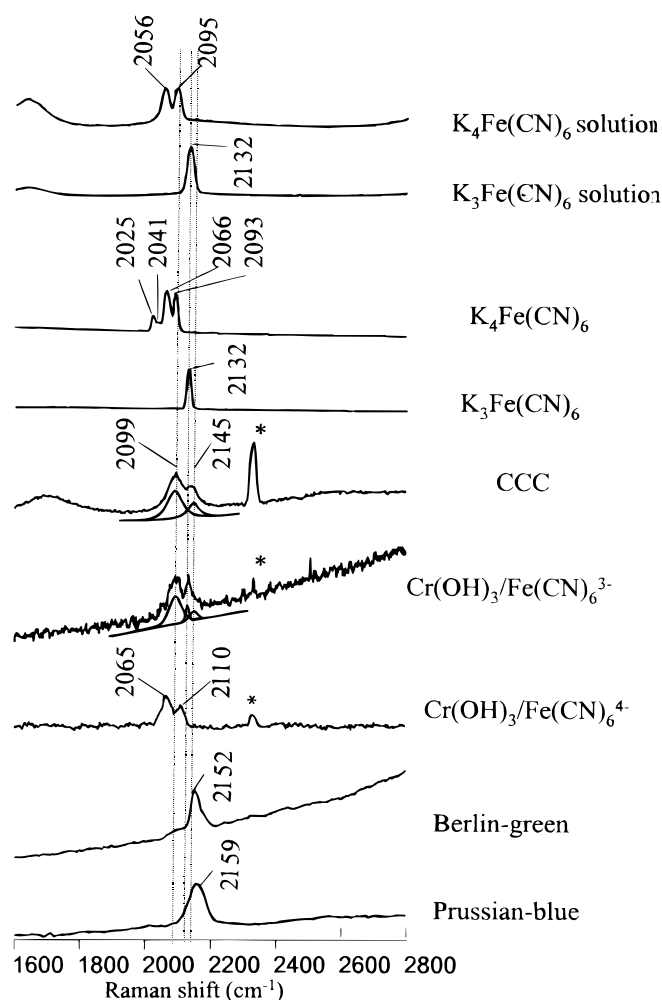 2056 2095
K₄Fe(CN)₆ solution
2132
K₃Fe(CN)₆ solution
2025 2041 2066 2093
K₄Fe(CN)₆
2132
K₃Fe(CN)₆
2099 2145 *
CCC
*
Cr(OH)₃/Fe(CN)₆³⁻
2065 2110 *
Cr(OH)₃/Fe(CN)₆⁴⁻
2152
Berlin-green
2159
Prussian-blue
1600 1800 2000 2200 2400 2600 2800
Raman shift (cm⁻¹)